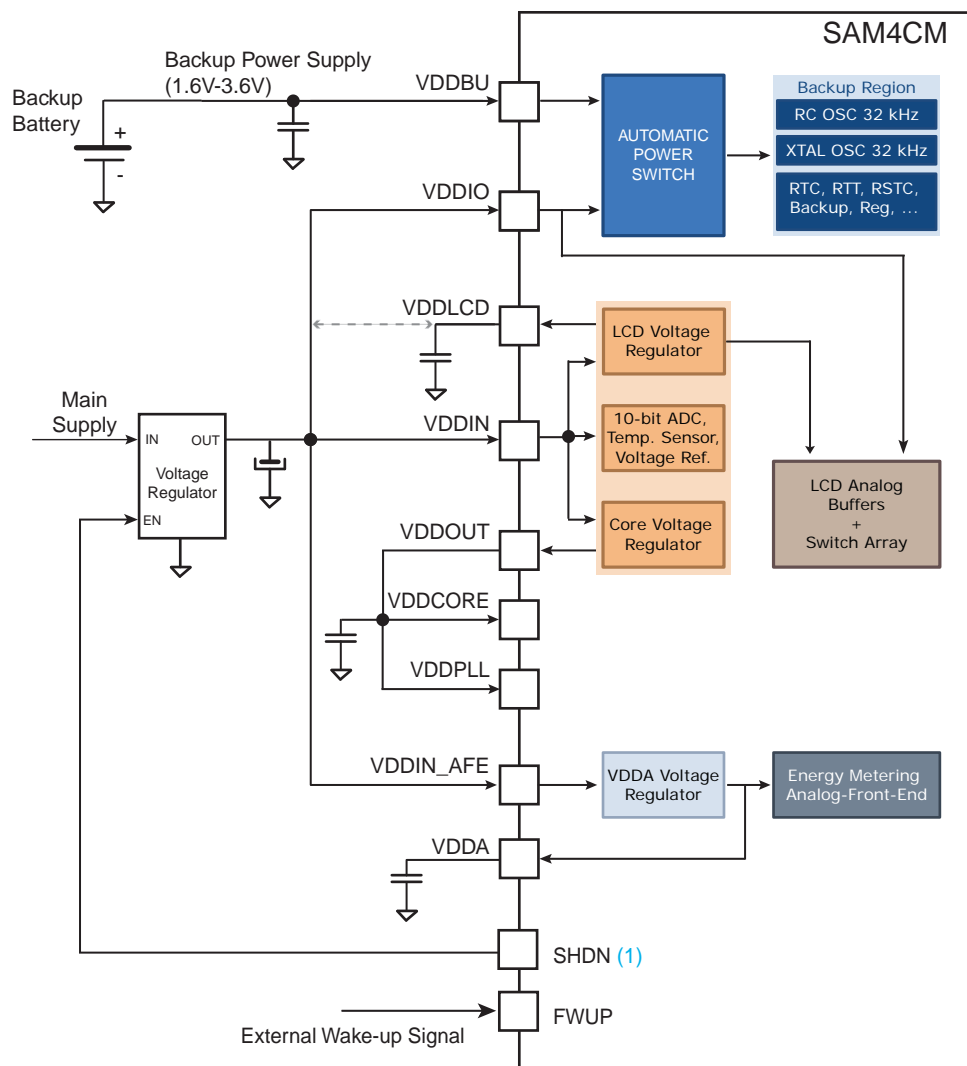 SAM4CM
Backup Power Supply
(1.6V-3.6V)
VDDBU
Backup
Battery
+
-
AUTOMATIC
POWER
SWITCH
Backup Region
RC OSC 32 kHz
XTAL OSC 32 kHz
RTC, RTT, RSTC,
Backup, Reg, ...
VDDIO
VDDLCD
LCD Voltage
Regulator
Main
Supply
IN
OUT
Voltage
Regulator
EN
VDDIN
10-bit ADC,
Temp. Sensor,
Voltage Ref.
LCD Analog
Buffers
+
Switch Array
VDDOUT
Core Voltage
Regulator
VDDCORE
VDDPLL
VDDIN_AFE
VDDA Voltage
Regulator
Energy Metering
Analog-Front-End
VDDA
SHDN (1)
FWUP
External Wake-up Signal